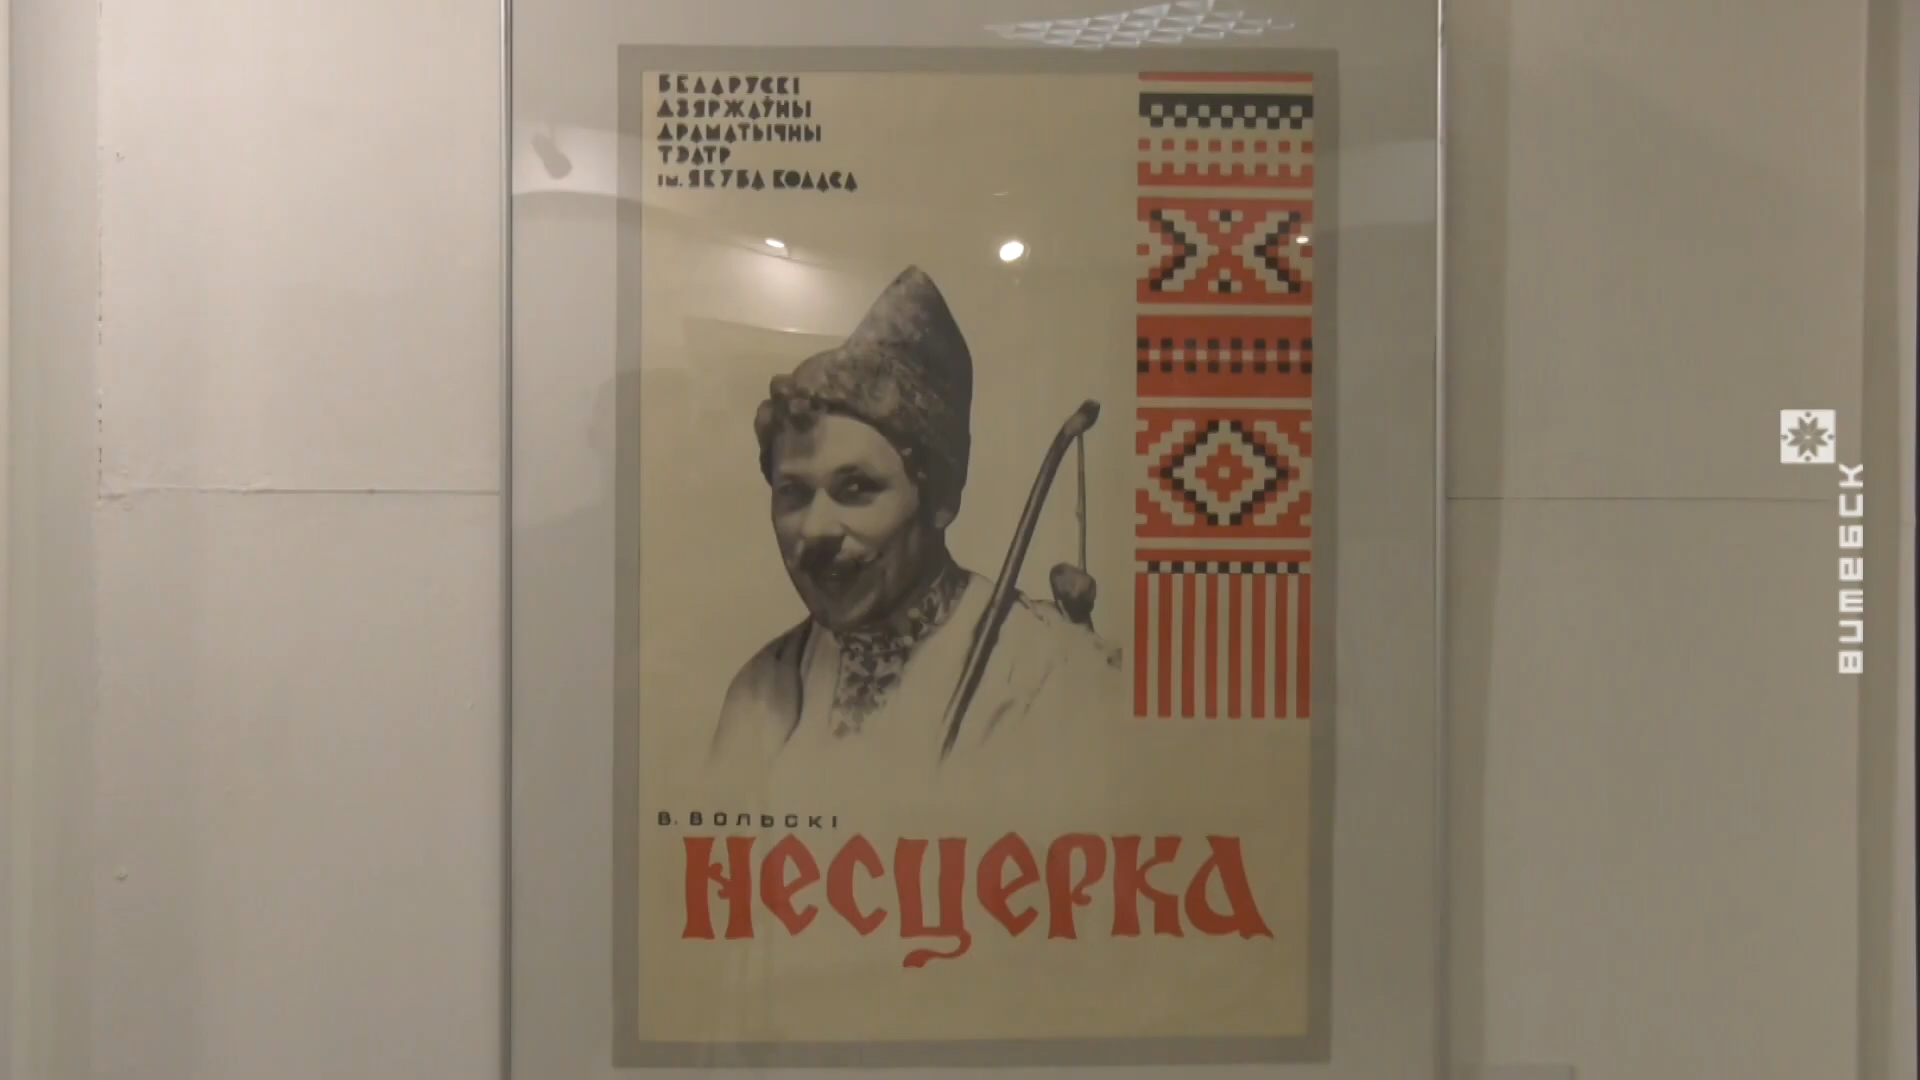 БЕЛАРУСКІ
ДЗЯРЖАЎНЫ
ДРАМАТЫЧНЫ
ТЭАТР
ім. ЯКУБА КОЛАСА
В. ВОЛЬСКІ
НЕСЦЕРКА
витебск